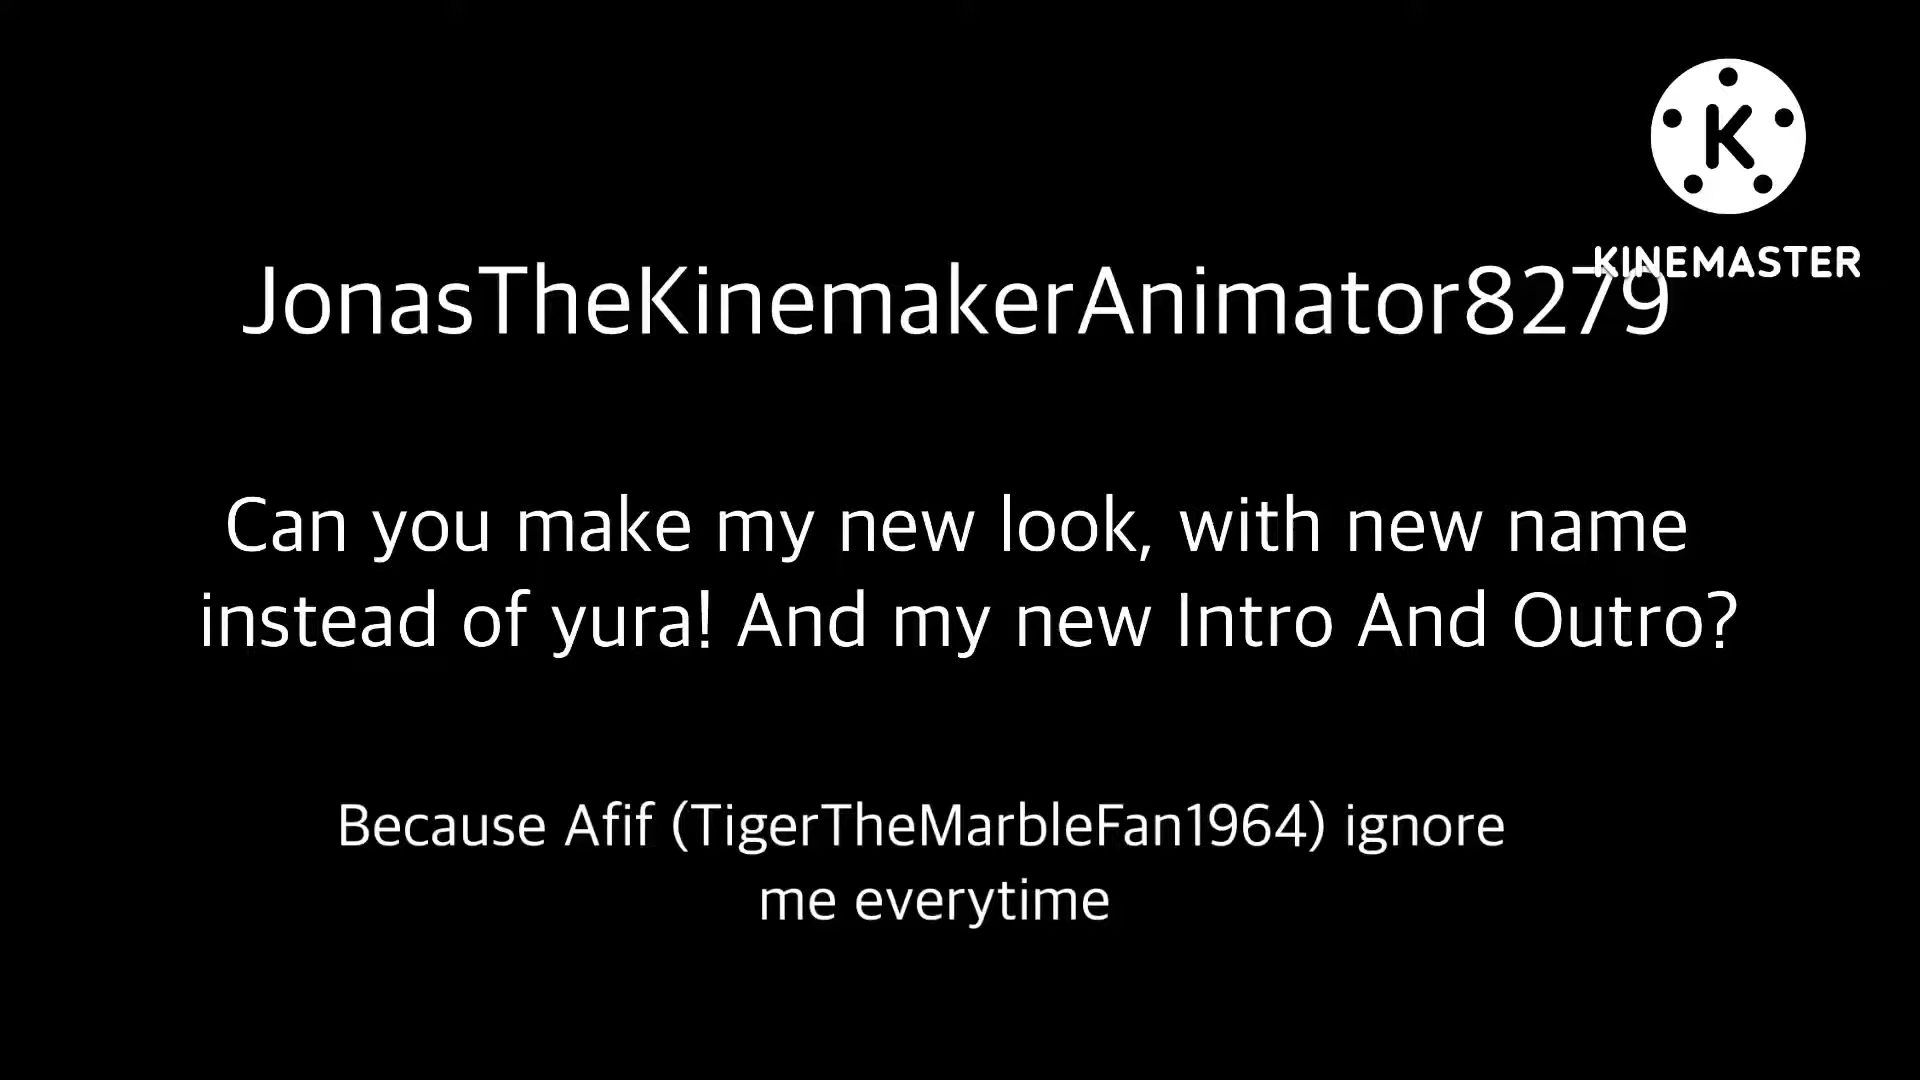 K
KINEMASTER
JonasTheKinemakerAnimator8279
Can you make my new look, with new name
instead of yura! And my new Intro And Outro?
Because Afif (TigerTheMarbleFan1964) ignore
me everytime